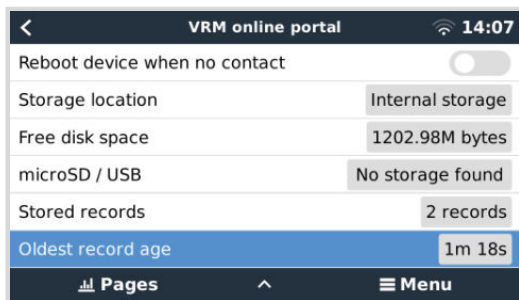 VRM online portal 14:07
Reboot device when no contact
Storage location Internal storage
Free disk space 1202.98M bytes
microSD / USB No storage found
Stored records 2 records
Oldest record age 1m 18s
Pages Menu